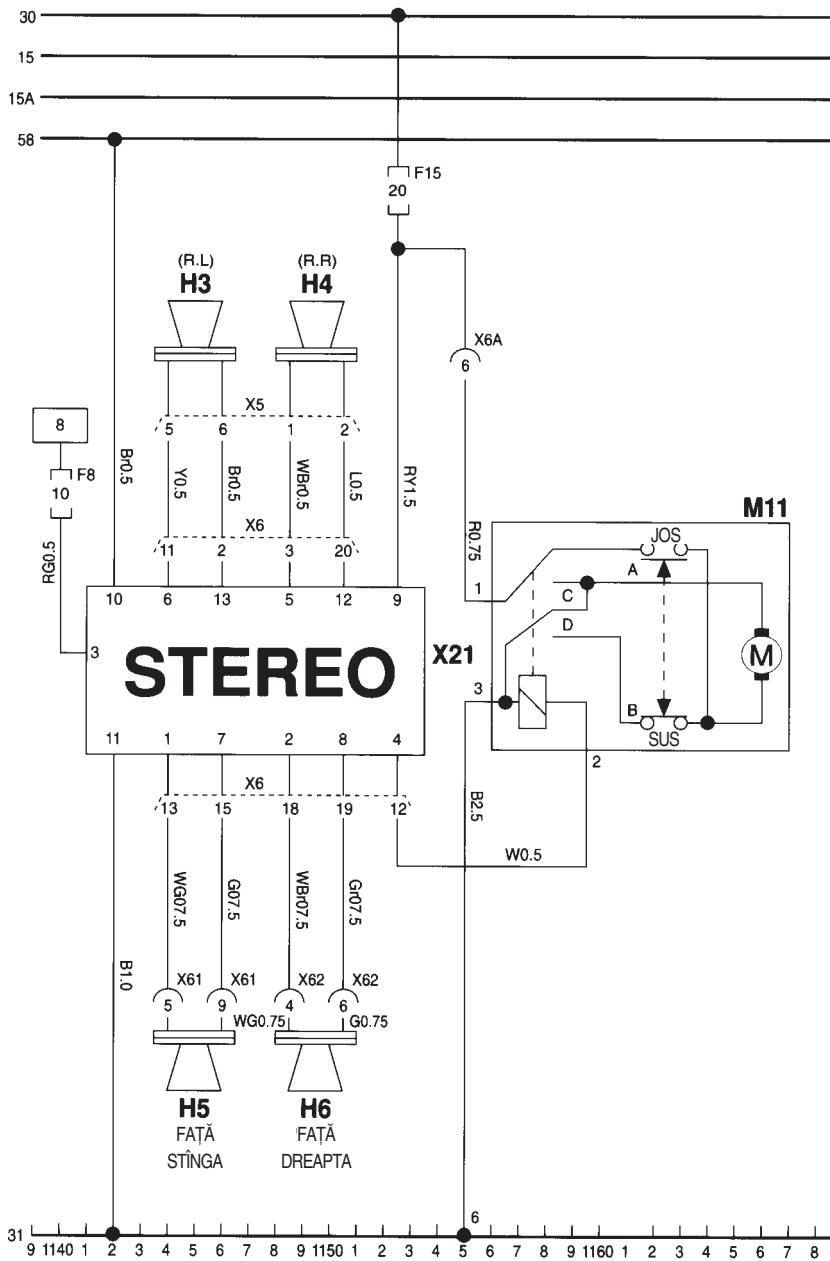 30
15
15A
58
F15
20
(R.L) (R.R)
H3 H4
X6A
6
8
X5
5 6 1 2
F8
10
Br0.5
Y0.5
Br0.5
WBr0.5
L0.5
RY1.5
R0.75
RG0.5
M11
X6
11 2 3 20
JOS
A
1
C
D
10 6 13 5 12 9
3
STEREO
X21
M
3
B
SUS
11 1 7 2 8 4
2
X6
13 15 18 19 12
B2.5
W0.5
WG07.5
G07.5
WBr07.5
Gr07.5
B1.0
X61 X61 X62 X62
5 9 4 6
WG0.75 G0.75
H5 H6
FAȚĂ FAȚĂ
STÎNGA DREAPTA
6
31
9 1140 1 2 3 4 5 6 7 8 9 1150 1 2 3 4 5 6 7 8 9 1160 1 2 3 4 5 6 7 8